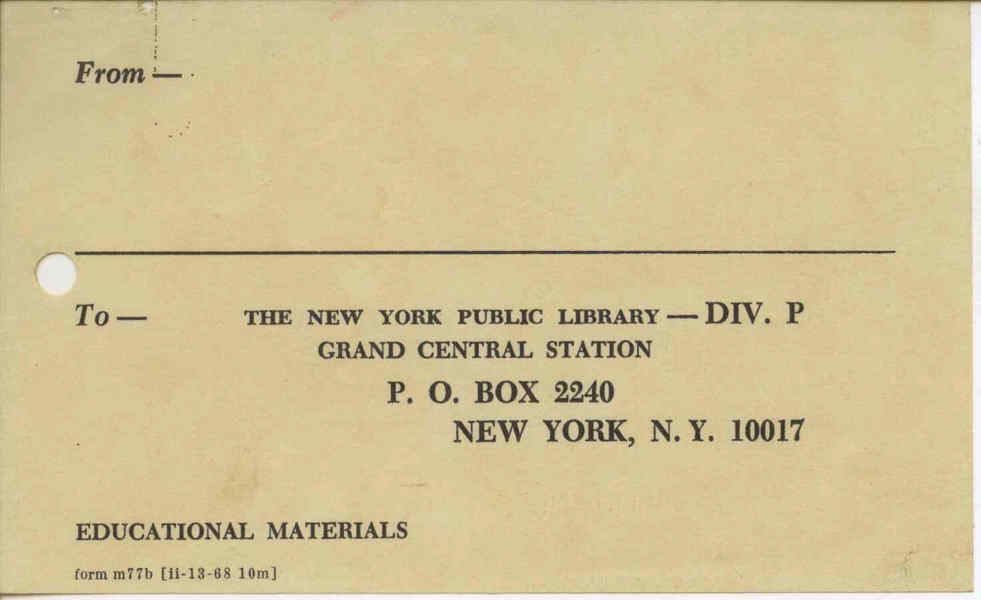 From —
To — THE NEW YORK PUBLIC LIBRARY — DIV. P
GRAND CENTRAL STATION
P. O. BOX 2240
NEW YORK, N. Y. 10017
EDUCATIONAL MATERIALS
form m77b [ii-13-68 10m]